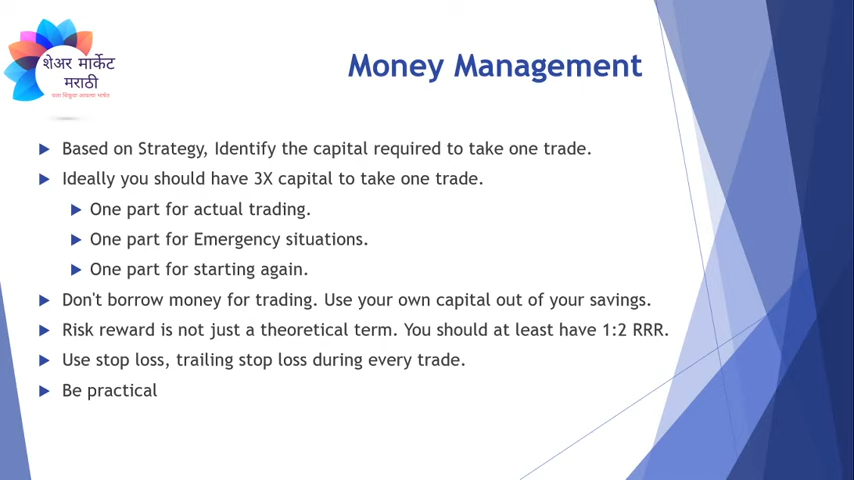 शेअर मार्केट
मराठी
Money Management
Based on Strategy, Identify the capital required to take one trade.
Ideally you should have 3X capital to take one trade.
One part for actual trading.
One part for Emergency situations.
One part for starting again.
Don't borrow money for trading. Use your own capital out of your savings.
Risk reward is not just a theoretical term. You should at least have 1:2 RRR.
Use stop loss, trailing stop loss during every trade.
Be practical